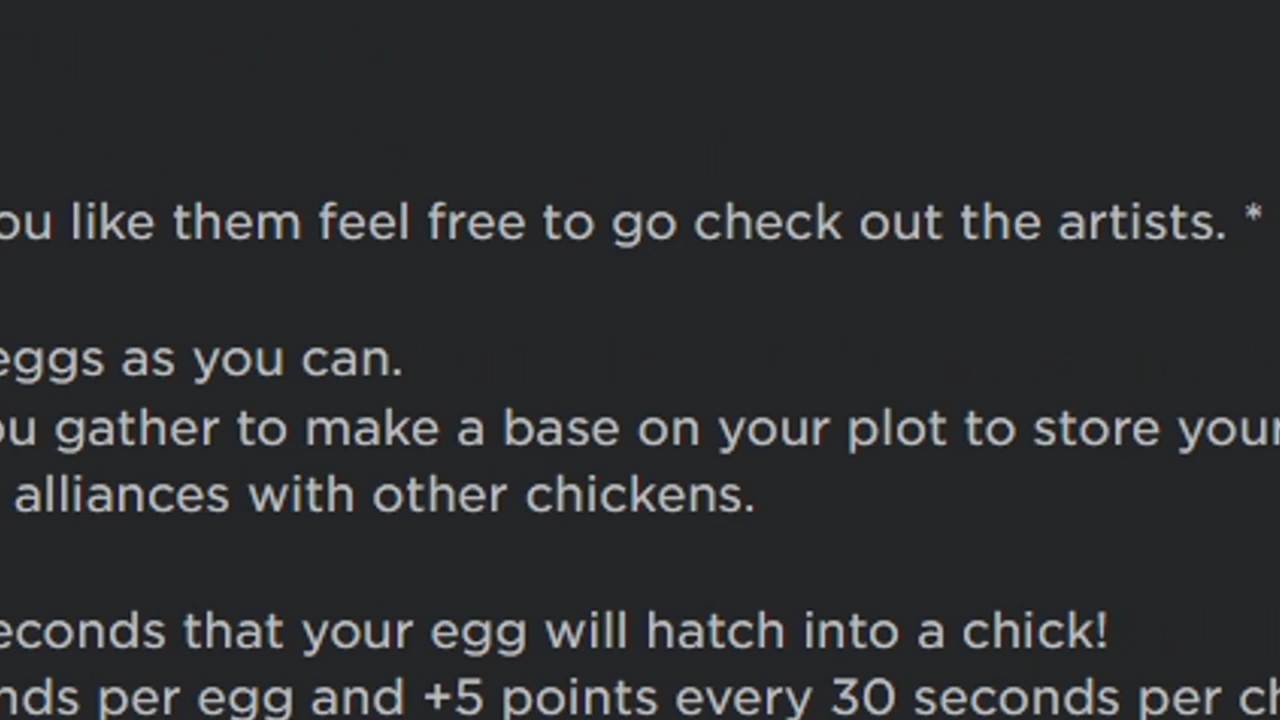 ou like them feel free to go check out the artists. *
eggs as you can.
ou gather to make a base on your plot to store your
alliances with other chickens.
econds that your egg will hatch into a chick!
nds per egg and +5 points every 30 seconds per ch